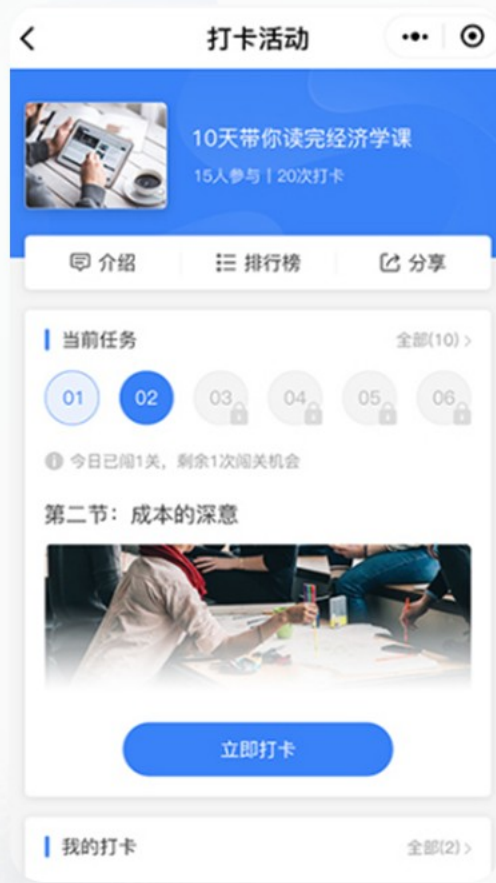 打卡活动
10天带你读完经济学课
15人参与 | 20次打卡
介绍 排行榜 分享
当前任务 全部(10) >
01 02 03 04 05 06
今日已闯1关，剩余1次闯关机会
第二节：成本的深意
立即打卡
我的打卡 全部(2) >